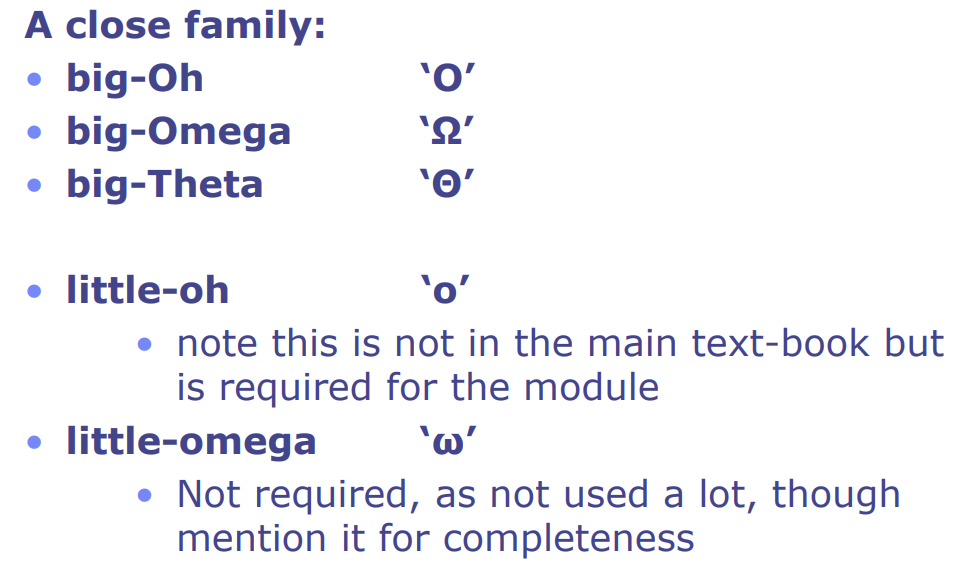 A close family:
• big-Oh ‘O’
• big-Omega ‘Ω’
• big-Theta ‘Θ’
• little-oh ‘o’
• note this is not in the main text-book but
is required for the module
• little-omega ‘ω’
• Not required, as not used a lot, though
mention it for completeness